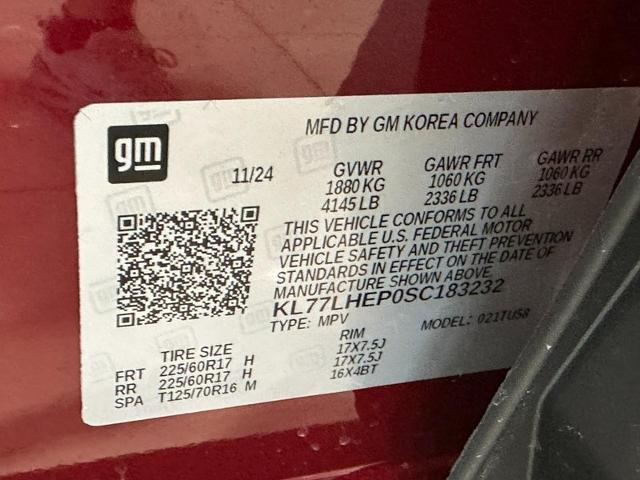 gm
MFD BY GM KOREA COMPANY
11/24 GVWR GAWR FRT GAWR RR
1880 KG 1060 KG 1060 KG
4145 LB 2336 LB 2336 LB
THIS VEHICLE CONFORMS TO ALL
APPLICABLE U.S. FEDERAL MOTOR
VEHICLE SAFETY AND THEFT PREVENTION
STANDARDS IN EFFECT ON THE DATE OF
MANUFACTURE SHOWN ABOVE.
KL77LHEP0SC183232
TYPE: MPV MODEL: 021TU58
TIRE SIZE RIM
FRT 225/60R17 H 17X7.5J
RR 225/60R17 H 17X7.5J
SPA T125/70R16 M 16X4BT